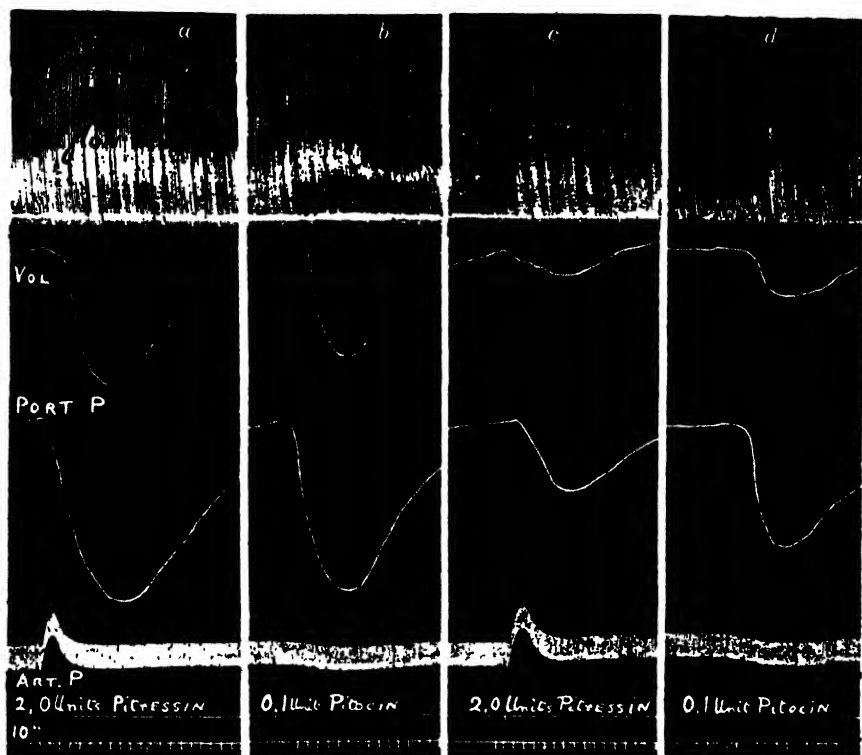 a b c d
VOL
PORT P
ART. P
2,0 Units PITRESSIN 0,1 Unit Pitocin 2,0 Units PITRESSIN 0,1 Unit PITOCIN
10"